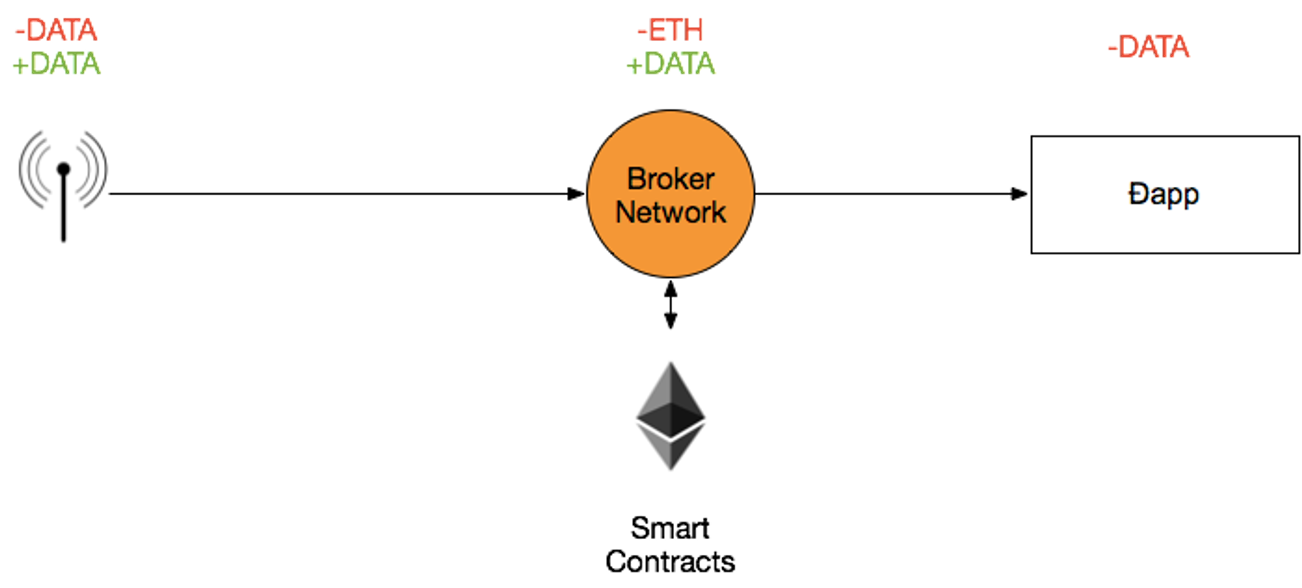 -DATA
+DATA
-ETH
+DATA
-DATA
Broker
Network
Đapp
Smart
Contracts